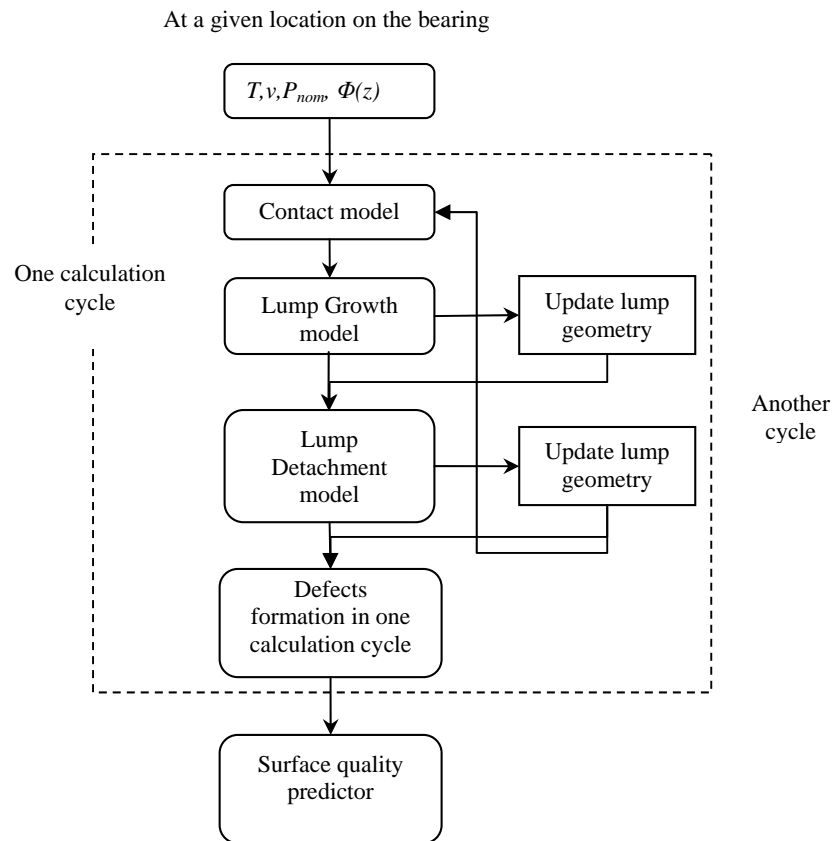 At a given location on the bearing
T,v,Pnom, Φ(z)
Contact model
One calculation
cycle
Lump Growth
model
Update lump
geometry
Another
cycle
Lump
Detachment
model
Update lump
geometry
Defects
formation in one
calculation cycle
Surface quality
predictor